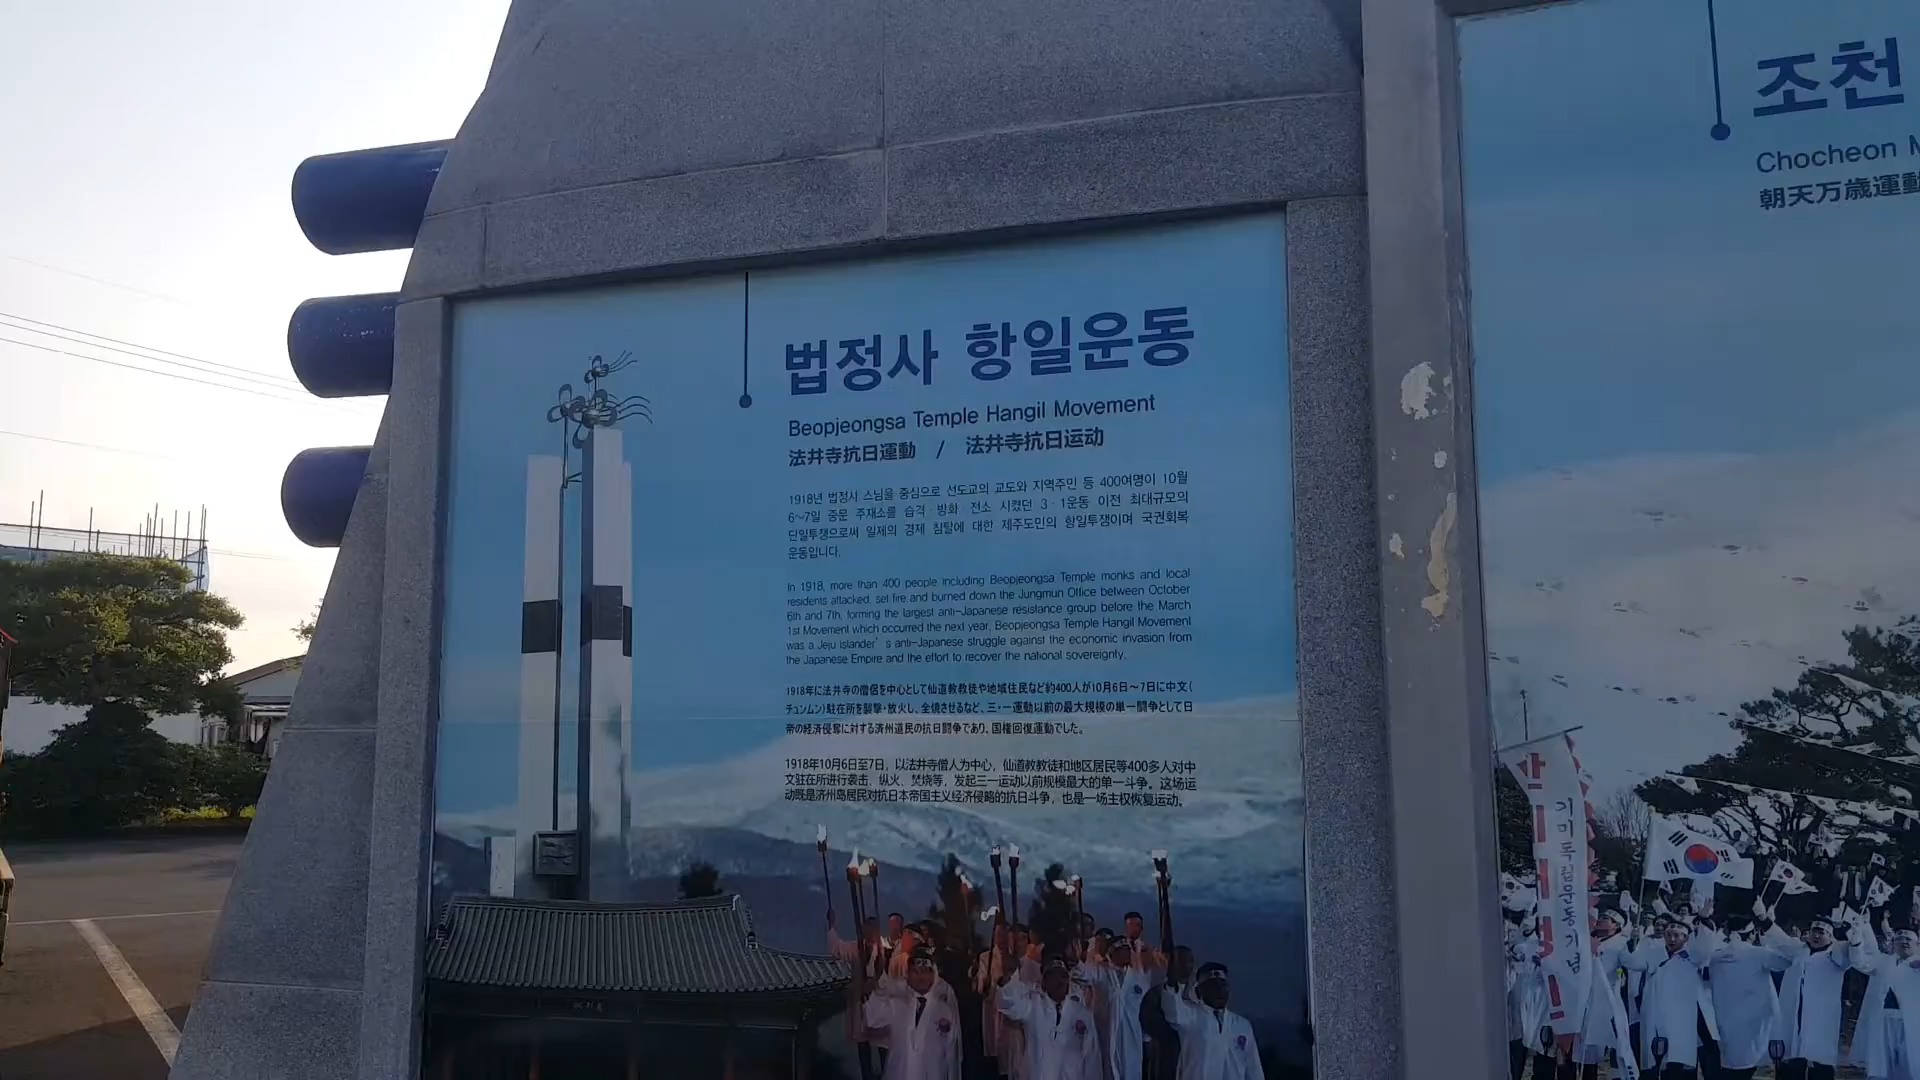 법정사 항일운동
Beopjeongsa Temple Hangil Movement
法井寺抗日運動 / 法井寺抗日运动
1918년 법정사 스님을 중심으로 선도교의 교도와 지역주민 등 400여명이 10월
6~7일 중문 주재소를 습격·방화·전소 시켰던 3·1운동 이전 최대규모의
단일투쟁으로써 일제의 경제 침탈에 대한 제주도민의 항일투쟁이며 국권회복
운동입니다.
In 1918, more than 400 people including Beopjeongsa Temple monks and local
residents attacked, set fire and burned down the Jungmun Office between October
6th and 7th, forming the largest anti-Japanese resistance group before the March
1st Movement which occurred the next year. Beopjeongsa Temple Hangil Movement
was a Jeju islander's anti-Japanese struggle against the economic invasion from
the Japanese Empire and the effort to recover the national sovereignty.
1918年に法井寺の僧侶を中心として仙道教教徒や地域住民など約400人が10月6日～7日に中文(
チュンムン)駐在所を襲撃・放火し、全焼させるなど、三・一運動以前の最大規模の単一闘争として日
帝の経済侵奪に対する済州道民の抗日闘争であり、国権回復運動でした。
1918年10月6日至7日，以法井寺僧人为中心，仙道教教徒和地区居民等400多人对中
文驻在所进行袭击、纵火、焚烧等，发起三一运动以前规模最大的单一斗争。这场运
动既是济州岛居民对抗日本帝国主义经济侵略的抗日斗争，也是一场主权恢复运动。
조천
Chocheon M
朝天万歳運動
기미독립운동기념